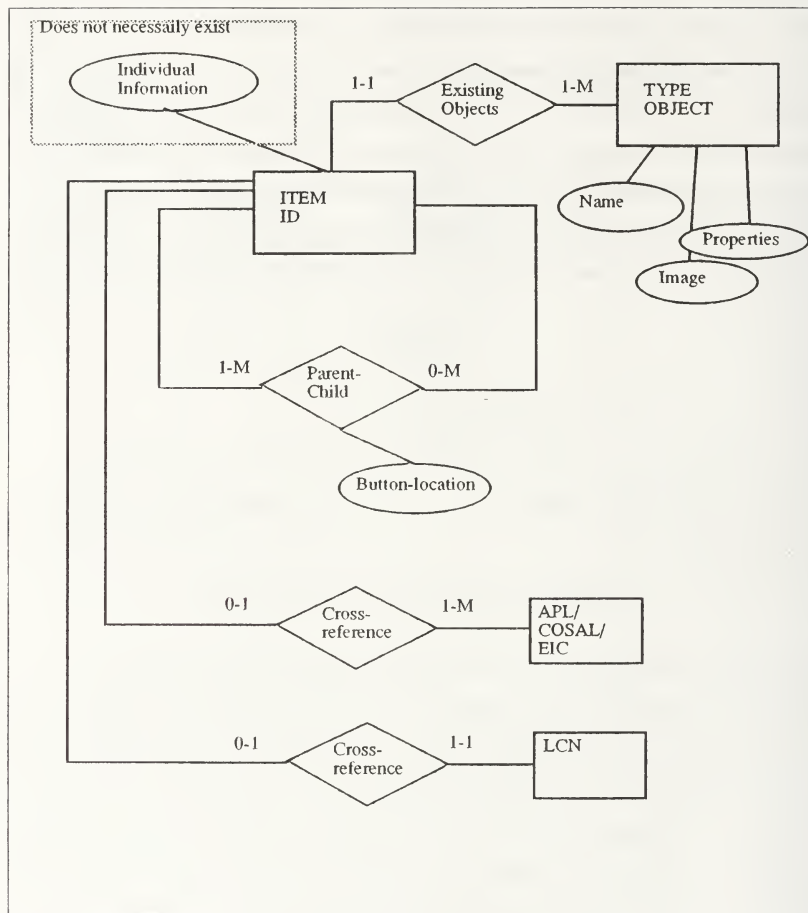 Does not necessaily exist
Individual
Information
1-1
Existing
Objects
1-M
TYPE
OBJECT
ITEM
ID
Name
Properties
Image
1-M
Parent-
Child
0-M
Button-location
0-1
Cross-
reference
1-M
APL/
COSAL/
EIC
0-1
Cross-
reference
1-1
LCN